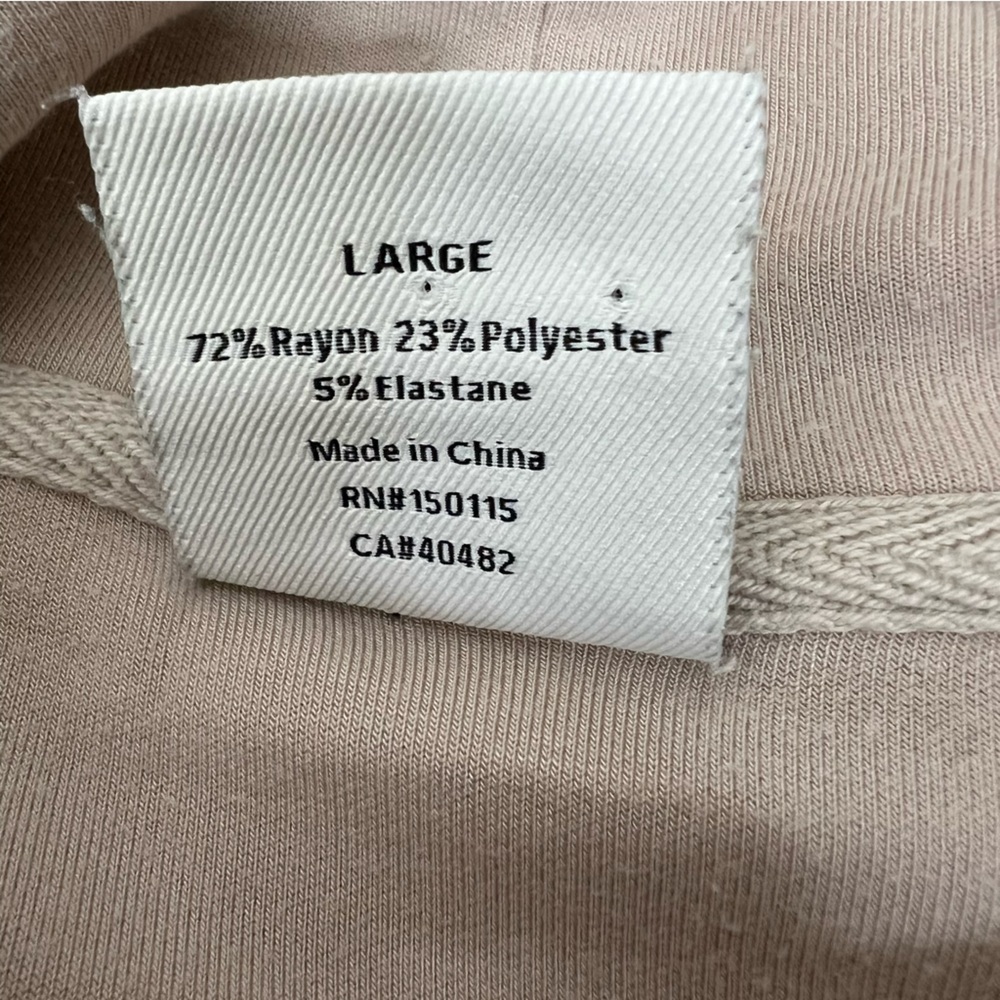 LARGE
72%Rayon 23%Polyester
5%Elastane
Made in China
RN#150115
CA#40482